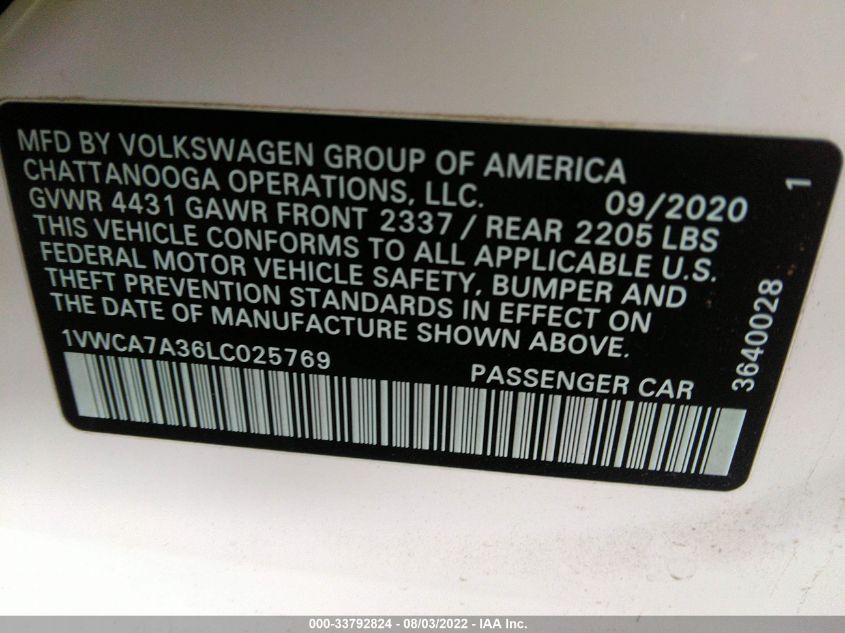 MFD BY VOLKSWAGEN GROUP OF AMERICA
CHATTANOOGA OPERATIONS, LLC. 09/2020 1
GVWR 4431 GAWR FRONT 2337 / REAR 2205 LBS
THIS VEHICLE CONFORMS TO ALL APPLICABLE U.S.
FEDERAL MOTOR VEHICLE SAFETY, BUMPER AND
THEFT PREVENTION STANDARDS IN EFFECT ON
THE DATE OF MANUFACTURE SHOWN ABOVE.
1VWCA7A36LC025769 PASSENGER CAR
3640028
000-33792824 - 08/03/2022 - IAA Inc.